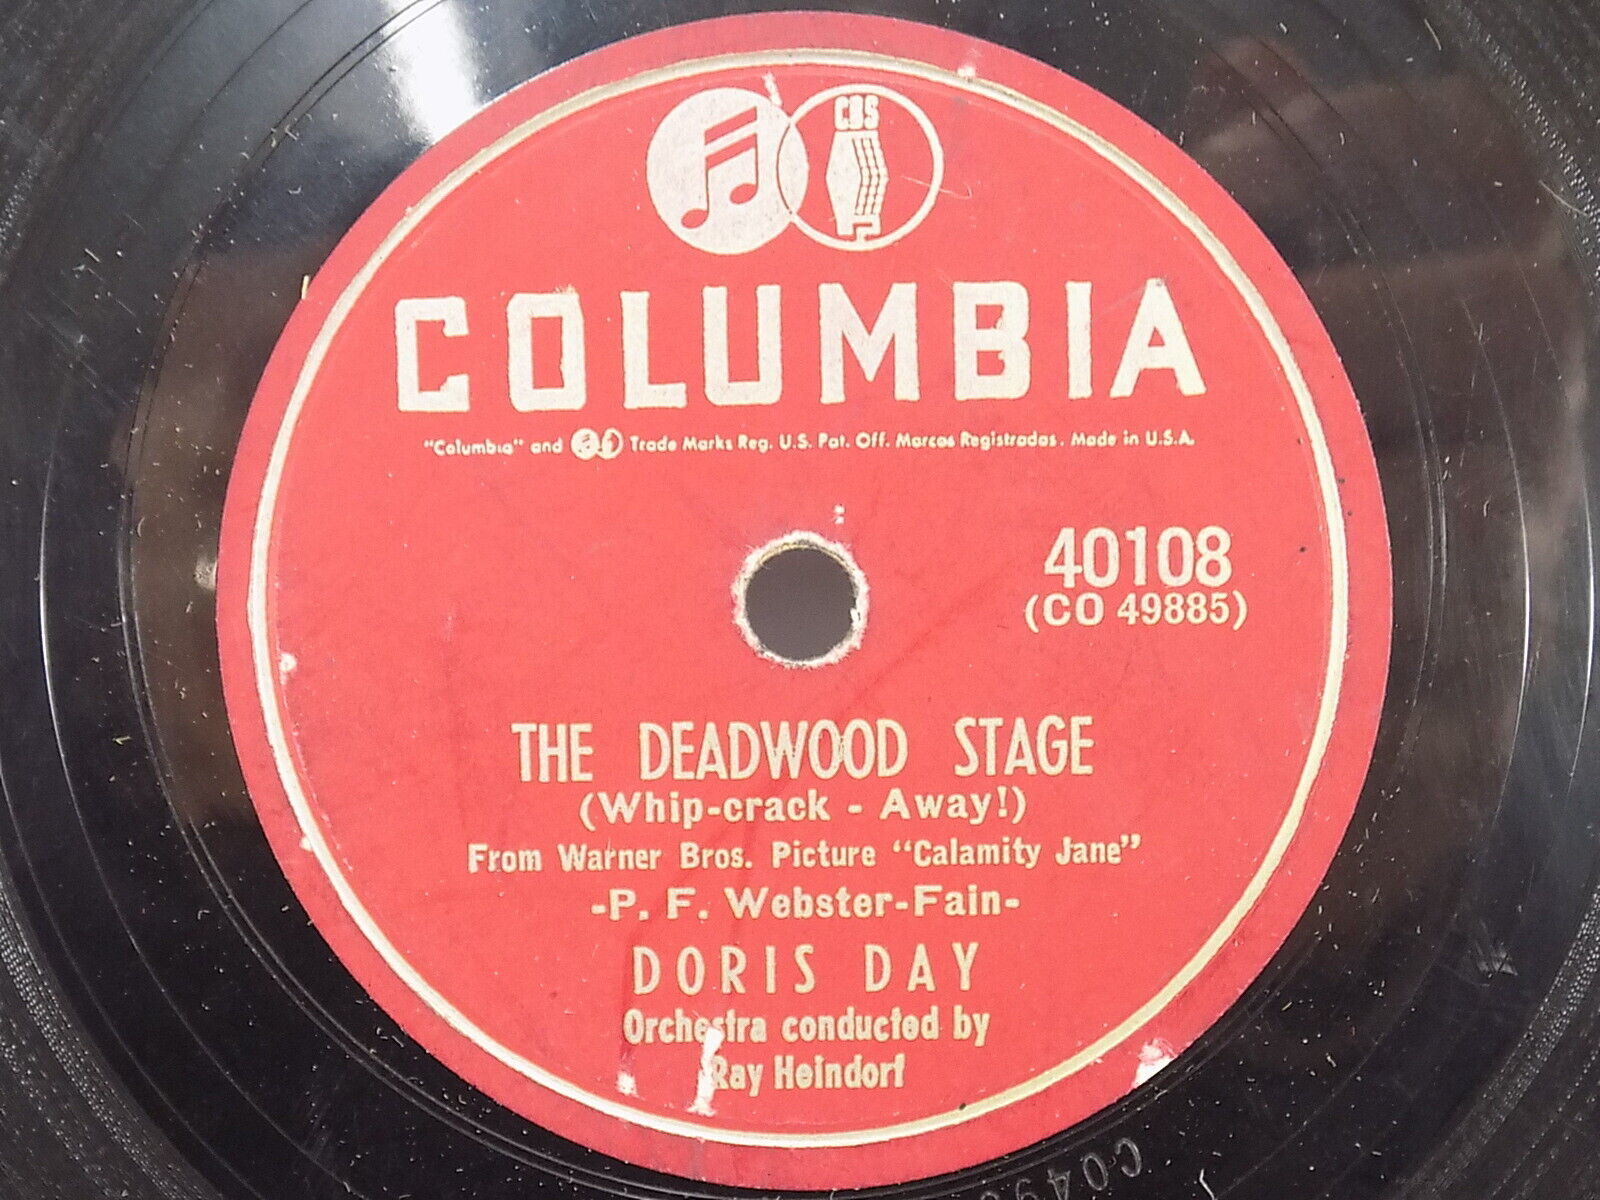 CBS
COLUMBIA
"Columbia" and Trade Marks Reg. U.S. Pat. Off. Marcas Registradas. Made in U.S.A.
40108
(CO 49885)
THE DEADWOOD STAGE
(Whip-crack - Away!)
From Warner Bros. Picture "Calamity Jane"
-P. F. Webster-Fain-
DORIS DAY
Orchestra conducted by
Ray Heindorf